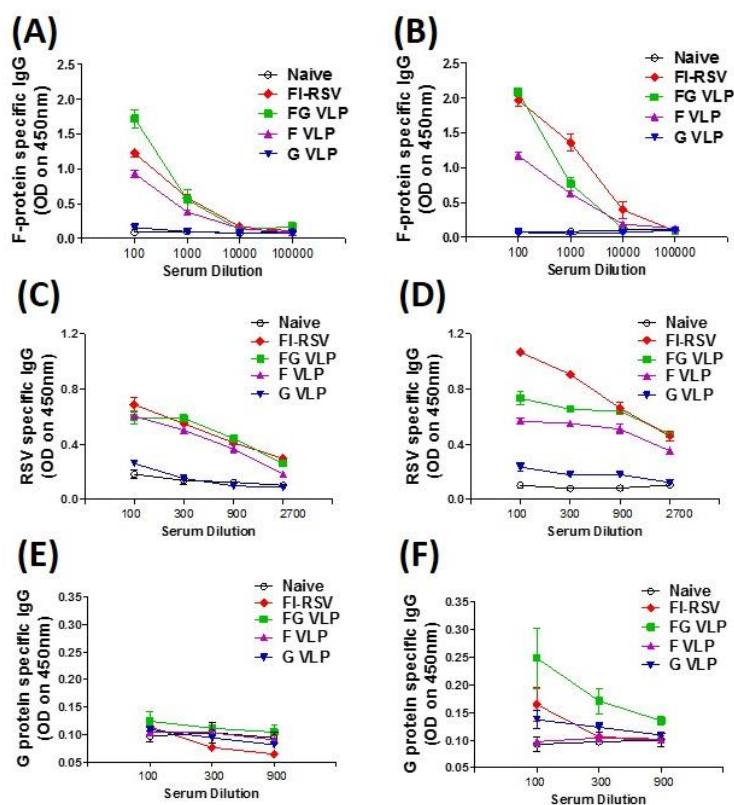 (A)
F-protein specific IgG
(OD on 450nm)
2.5
2.0
1.5
1.0
0.5
0.0
100 1000 10000 100000
Serum Dilution
Naive
FI-RSV
FG VLP
F VLP
G VLP
(B)
F-protein specific IgG
(OD on 450nm)
2.5
2.0
1.5
1.0
0.5
0.0
100 1000 10000 100000
Serum Dilution
Naive
FI-RSV
FG VLP
F VLP
G VLP
(C)
RSV specific IgG
(OD on 450nm)
1.2
0.8
0.4
0.0
100 300 900 2700
Serum Dilution
Naive
FI-RSV
FG VLP
F VLP
G VLP
(D)
RSV specific IgG
(OD on 450nm)
1.2
0.8
0.4
0.0
100 300 900 2700
Serum Dilution
Naive
FI-RSV
FG VLP
F VLP
G VLP
(E)
G protein specific IgG
(OD on 450nm)
0.35
0.30
0.25
0.20
0.15
0.10
0.05
100 300 900
Serum Dilution
Naive
FI-RSV
FG VLP
F VLP
G VLP
(F)
G protein specific IgG
(OD on 450nm)
0.35
0.30
0.25
0.20
0.15
0.10
0.05
100 300 900
Serum Dilution
Naive
FI-RSV
FG VLP
F VLP
G VLP